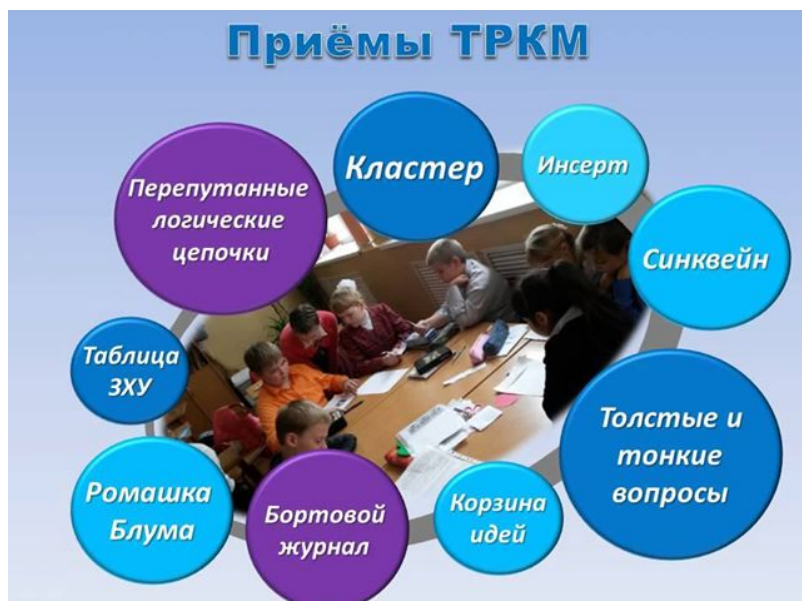 Приёмы ТРКМ
Кластер
Инсерт
Перепутанные
логические
цепочки
Синквейн
Таблица
ЗХУ
Толстые и
тонкие
вопросы
Ромашка
Блума
Бортовой
журнал
Корзина
идей